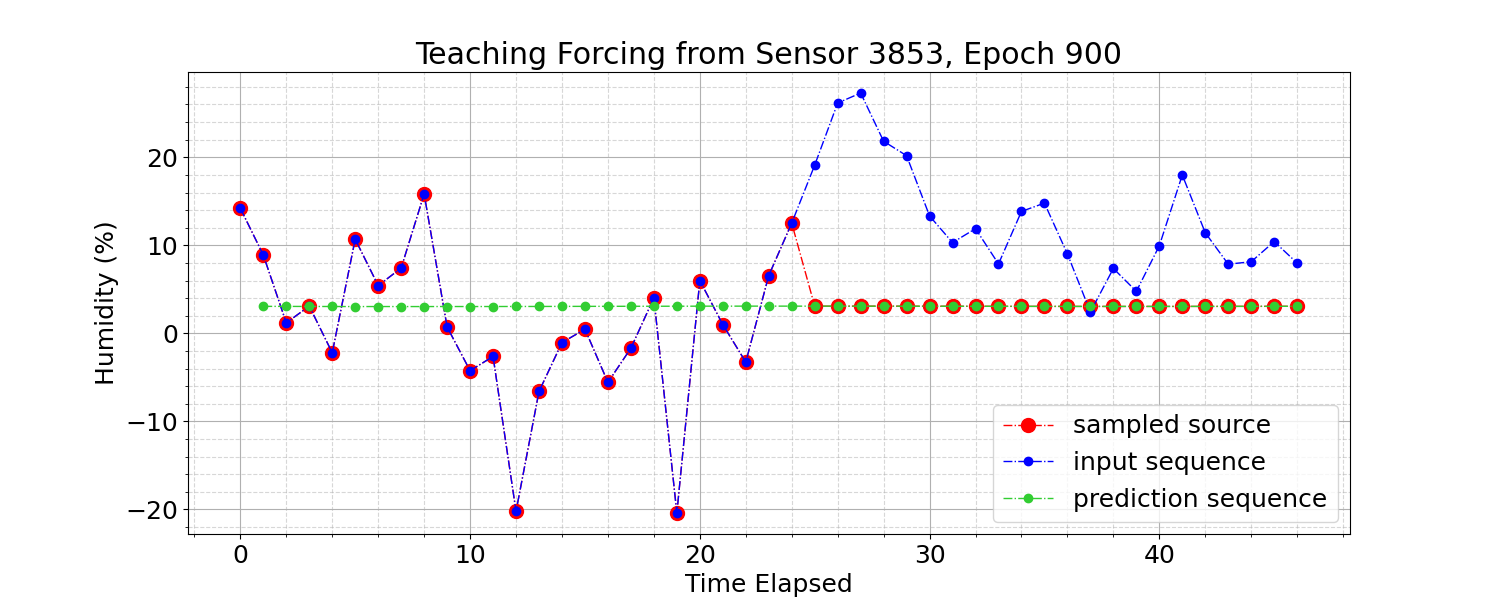 Teaching Forcing from Sensor 3853, Epoch 900
Humidity (%)
20
10
0
−10
−20
sampled source
input sequence
prediction sequence
0 10 20 30 40
Time Elapsed